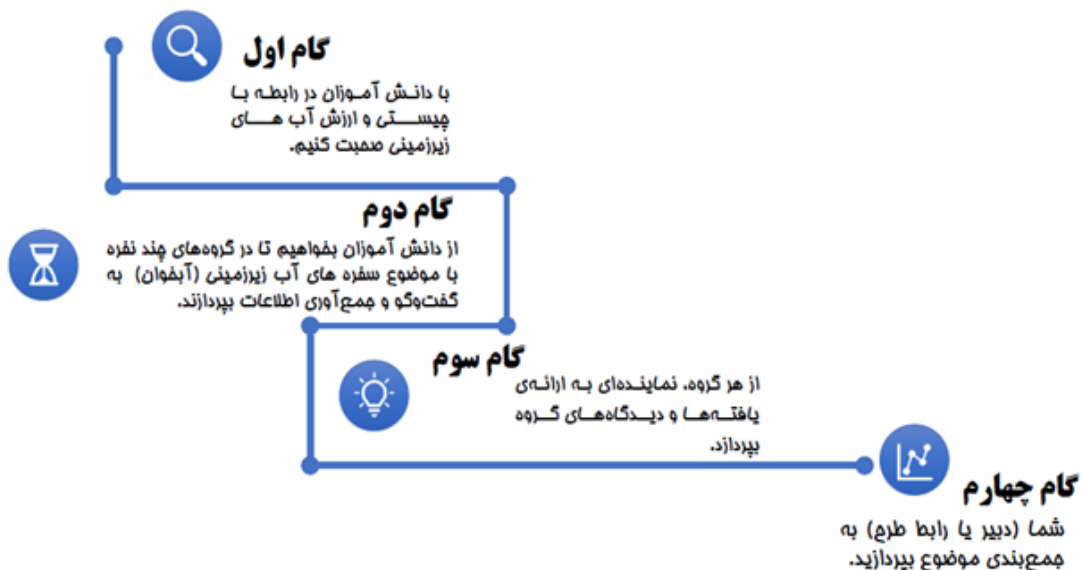 گام اول
با دانش آموزان در رابطه با
چیستی و ارزش آب های
زیرزمینی صحبت کنیم.
گام دوم
از دانش آموزان بخواهیم تا در گروه‌های چند نفره
با موضوع سفره های آب زیرزمینی (آبخوان) به
گفت‌وگو و جمع‌آوری اطلاعات بپردازند.
گام سوم
از هر گروه، نماینده‌ای به ارائه‌ی
یافته‌ها و دیدگاه‌های گروه
بپردازد.
گام چهارم
شما (دبیر یا رابط طرح) به
جمع‌بندی موضوع بپردازید.